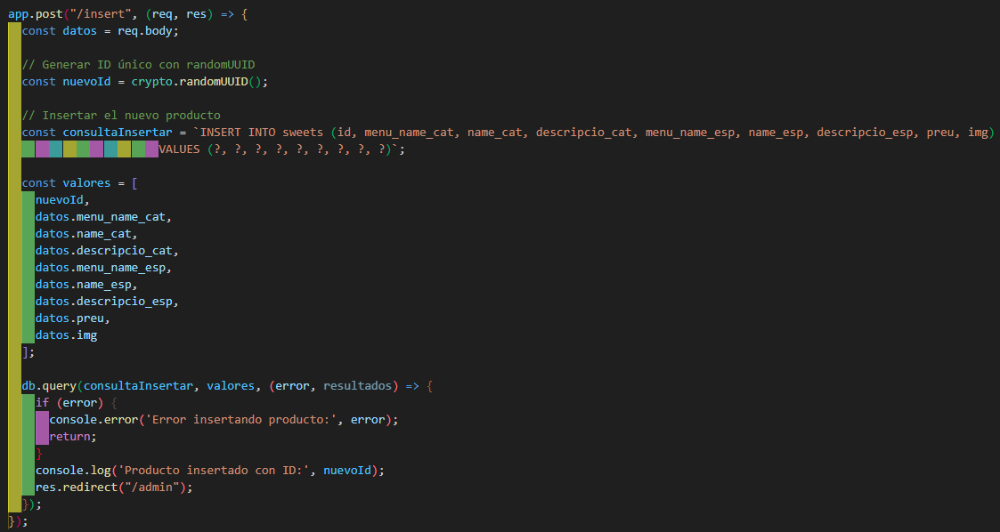 app.post("/insert", (req, res) => {
const datos = req.body;
// Generar ID único con randomUUID
const nuevoId = crypto.randomUUID();
// Insertar el nuevo producto
const consultaInsertar = `INSERT INTO sweets (id, menu_name_cat, name_cat, descripcio_cat, menu_name_esp, name_esp, descripcio_esp, preu, img)
VALUES (?, ?, ?, ?, ?, ?, ?, ?, ?)`;
const valores = [
nuevoId,
datos.menu_name_cat,
datos.name_cat,
datos.descripcio_cat,
datos.menu_name_esp,
datos.name_esp,
datos.descripcio_esp,
datos.preu,
datos.img
];
db.query(consultaInsertar, valores, (error, resultados) => {
if (error) {
console.error('Error insertando producto:', error);
return;
}
console.log('Producto insertado con ID:', nuevoId);
res.redirect("/admin");
});
});